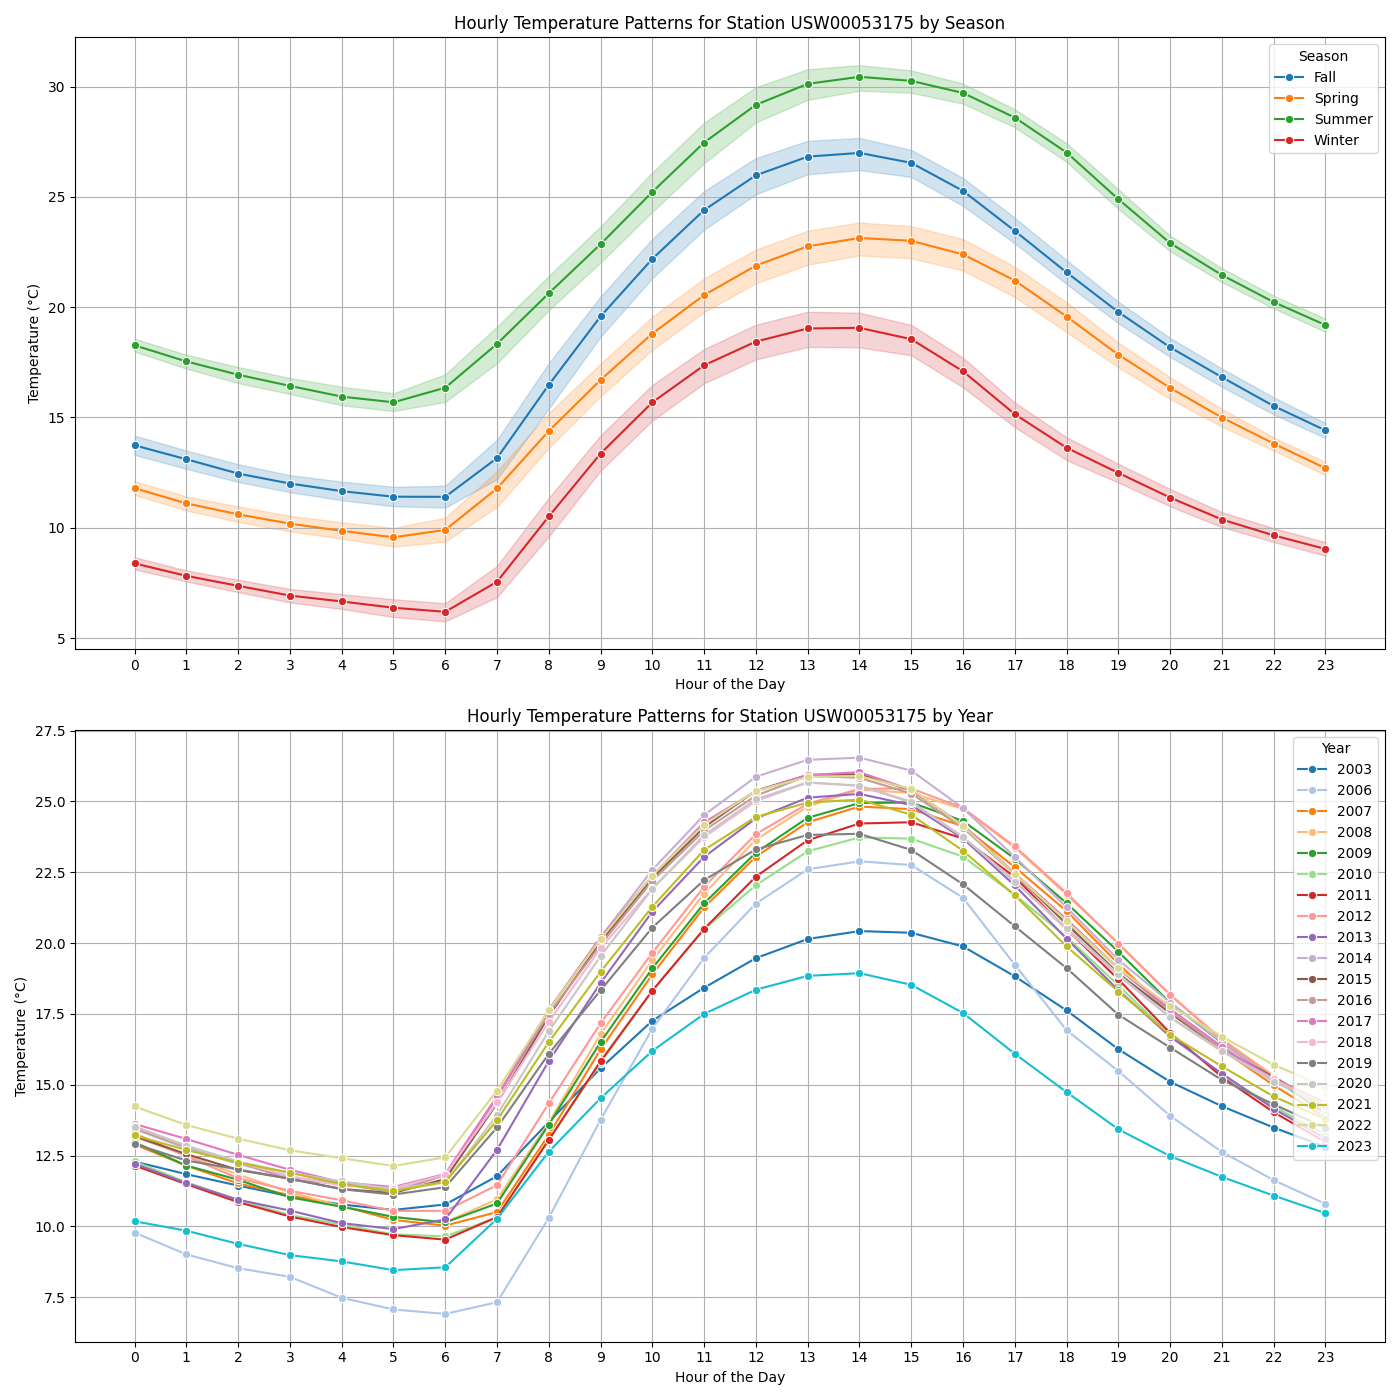 Hourly Temperature Patterns for Station USW00053175 by Season
Temperature (°C)
30
25
20
15
10
5
Season
Fall
Spring
Summer
Winter
0 1 2 3 4 5 6 7 8 9 10 11 12 13 14 15 16 17 18 19 20 21 22 23
Hour of the Day
Hourly Temperature Patterns for Station USW00053175 by Year
Temperature (°C)
27.5
25.0
22.5
20.0
17.5
15.0
12.5
10.0
7.5
Year
2003
2006
2007
2008
2009
2010
2011
2012
2013
2014
2015
2016
2017
2018
2019
2020
2021
2022
2023
0 1 2 3 4 5 6 7 8 9 10 11 12 13 14 15 16 17 18 19 20 21 22 23
Hour of the Day